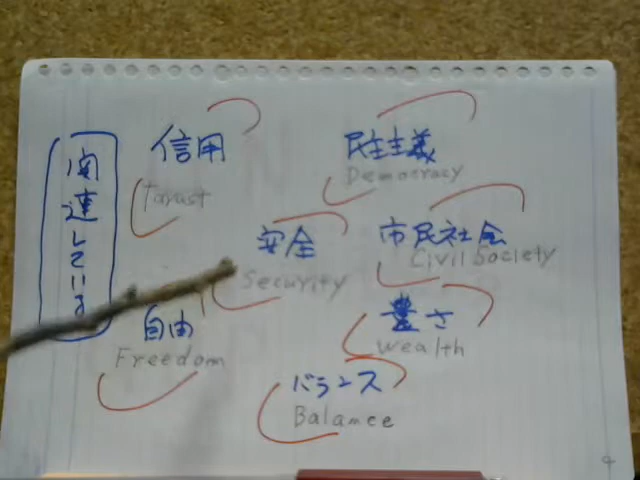 関連している
信用
Tarust
民主主義
Democracy
安全
Security
市民社会
Civil Society
自由
Freedom
豊さ
Wealth
バランス
Balance